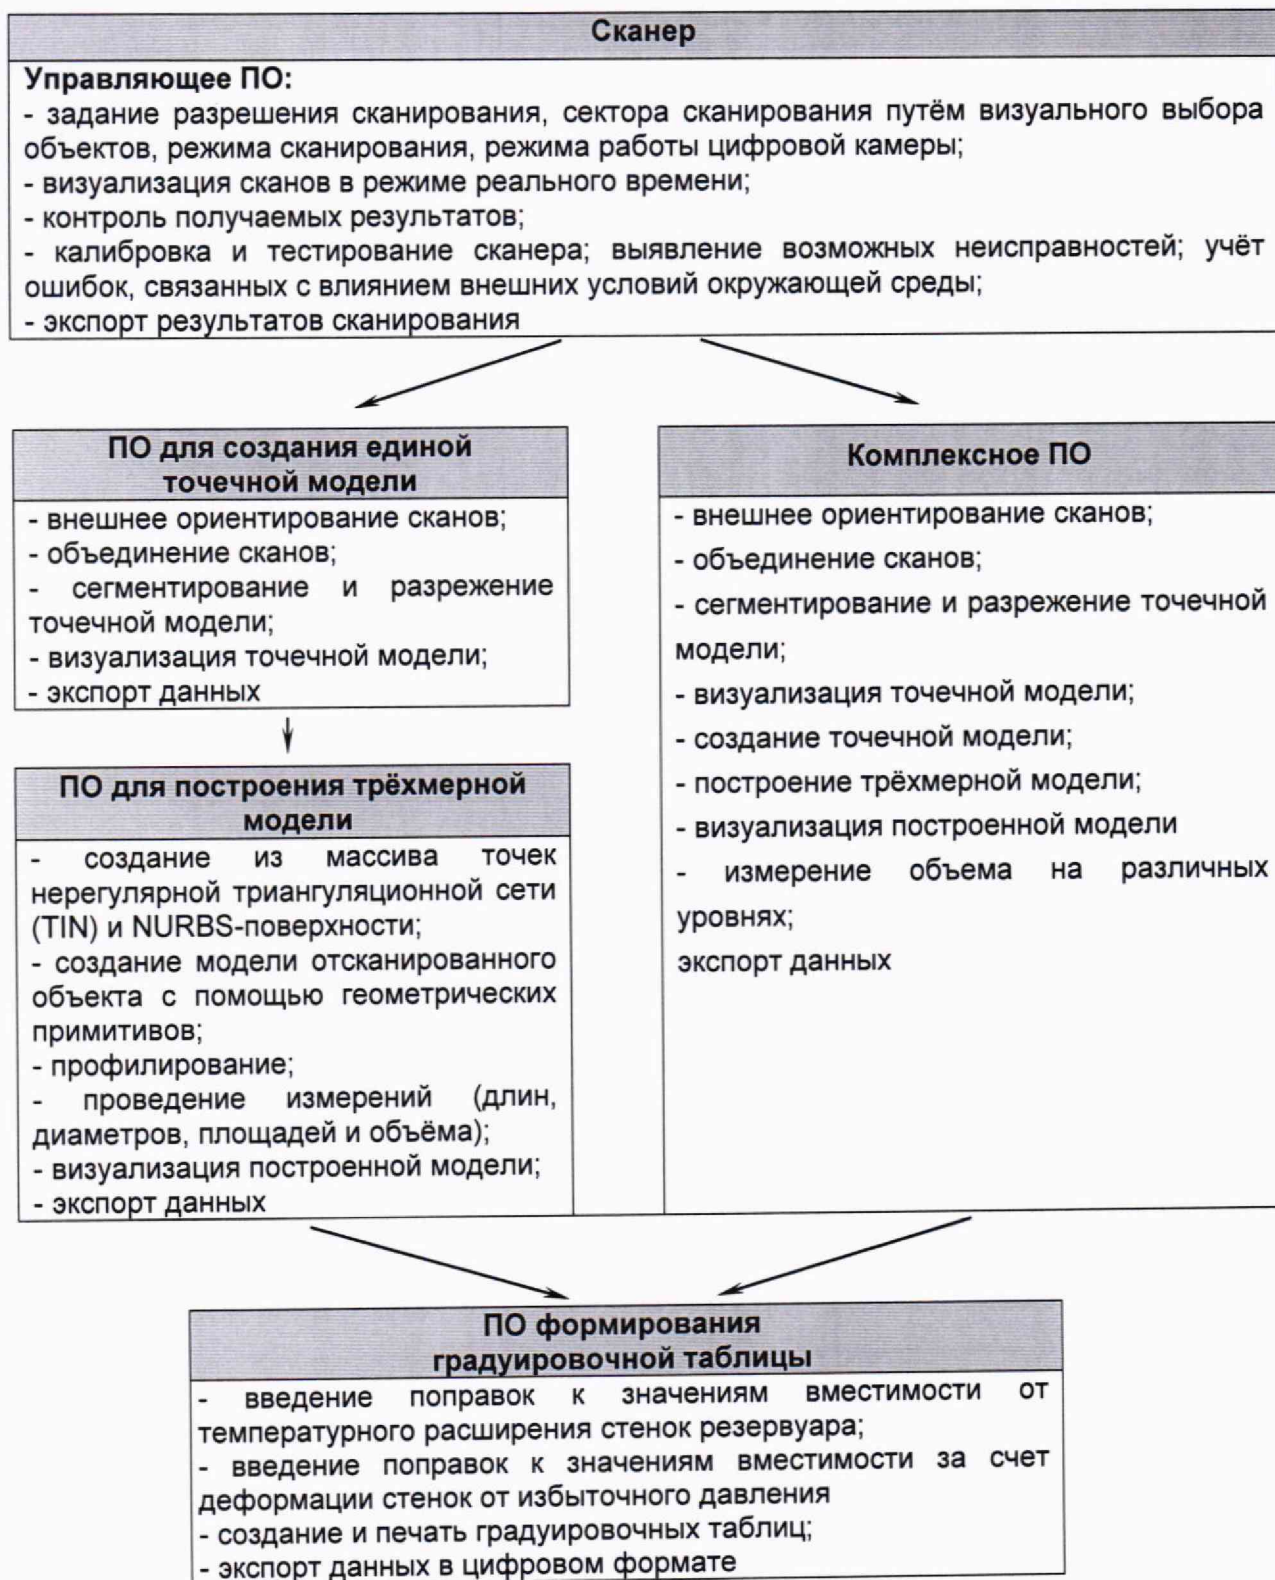 Сканер
Управляющее ПО:
- задание разрешения сканирования, сектора сканирования путём визуального выбора
объектов, режима сканирования, режима работы цифровой камеры;
- визуализация сканов в режиме реального времени;
- контроль получаемых результатов;
- калибровка и тестирование сканера; выявление возможных неисправностей; учёт
ошибок, связанных с влиянием внешних условий окружающей среды;
- экспорт результатов сканирования
ПО для создания единой
точечной модели
- внешнее ориентирование сканов;
- объединение сканов;
- сегментирование и разрежение
точечной модели;
- визуализация точечной модели;
- экспорт данных
ПО для построения трёхмерной
модели
- создание из массива точек
нерегулярной триангуляционной сети
(TIN) и NURBS-поверхности;
- создание модели отсканированного
объекта с помощью геометрических
примитивов;
- профилирование;
- проведение измерений (длин,
диаметров, площадей и объёма);
- визуализация построенной модели;
- экспорт данных
Комплексное ПО
- внешнее ориентирование сканов;
- объединение сканов;
- сегментирование и разрежение точечной
модели;
- визуализация точечной модели;
- создание точечной модели;
- построение трёхмерной модели;
- визуализация построенной модели
- измерение объема на различных
уровнях;
экспорт данных
ПО формирования
градуировочной таблицы
- введение поправок к значениям вместимости от
температурного расширения стенок резервуара;
- введение поправок к значениям вместимости за счет
деформации стенок от избыточного давления
- создание и печать градуировочных таблиц;
- экспорт данных в цифровом формате